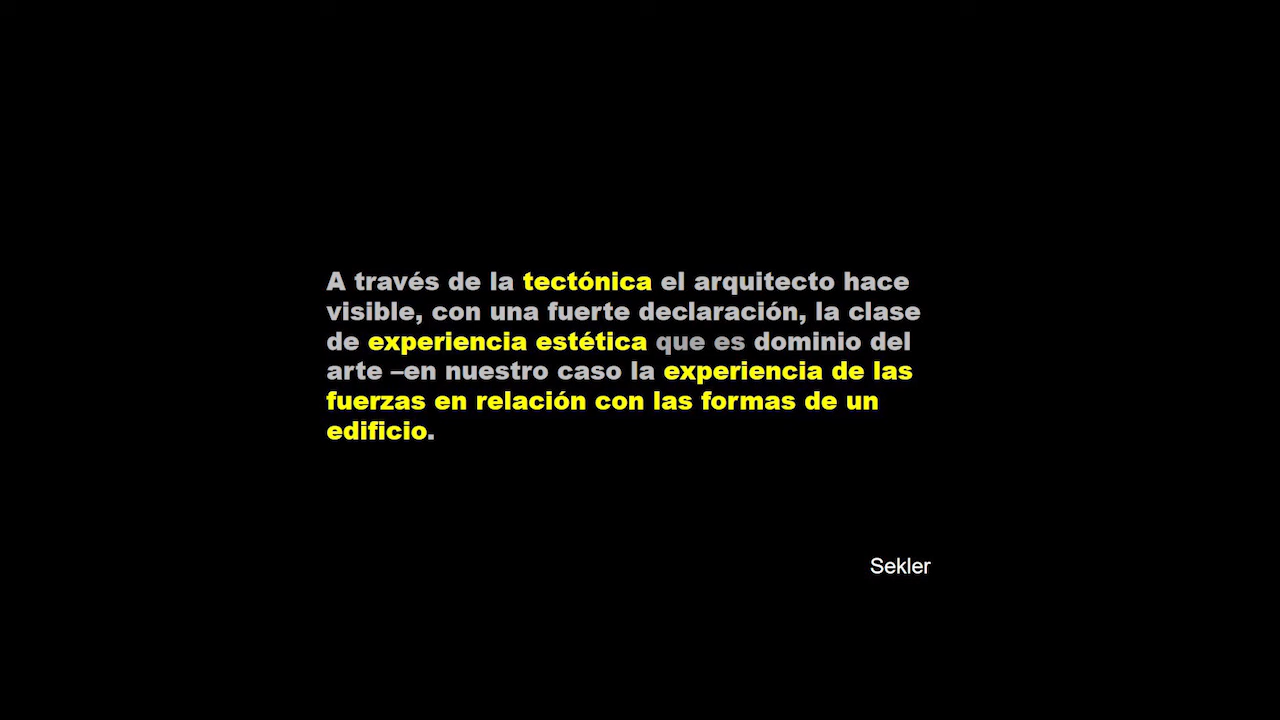 A través de la tectónica el arquitecto hace
visible, con una fuerte declaración, la clase
de experiencia estética que es dominio del
arte –en nuestro caso la experiencia de las
fuerzas en relación con las formas de un
edificio.
Sekler